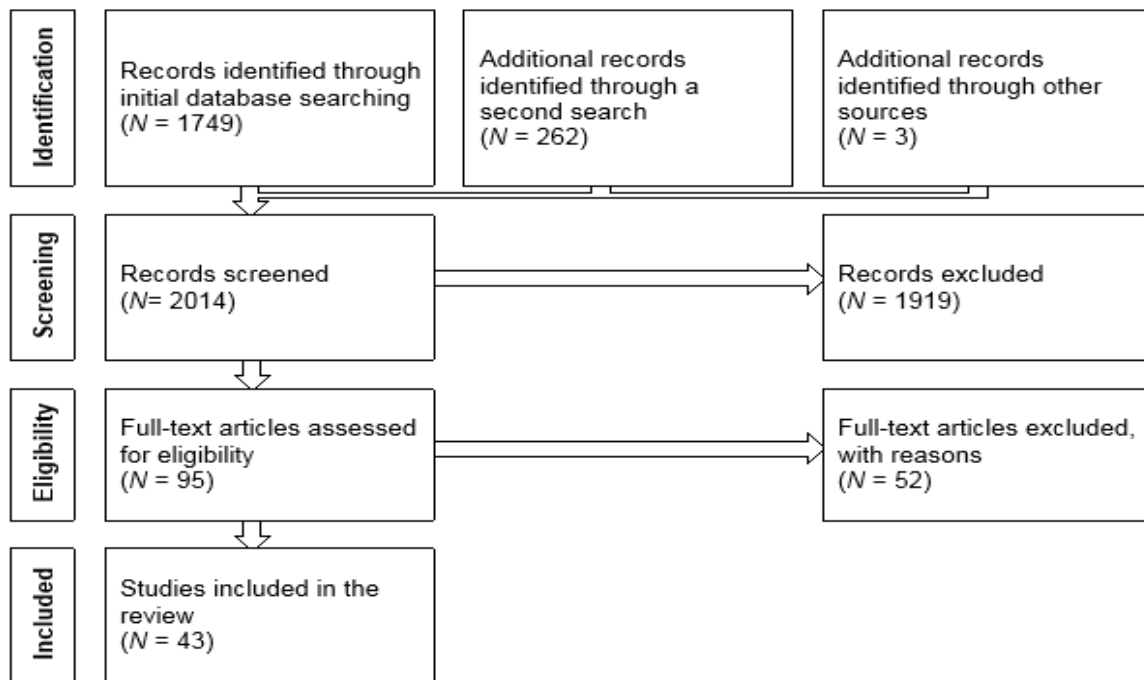 Identification
Records identified through
initial database searching
(N = 1749)
Additional records
identified through a
second search
(N = 262)
Additional records
identified through other
sources
(N = 3)
Screening
Records screened
(N= 2014)
Records excluded
(N = 1919)
Eligibility
Full-text articles assessed
for eligibility
(N = 95)
Full-text articles excluded,
with reasons
(N = 52)
Included
Studies included in the
review
(N = 43)